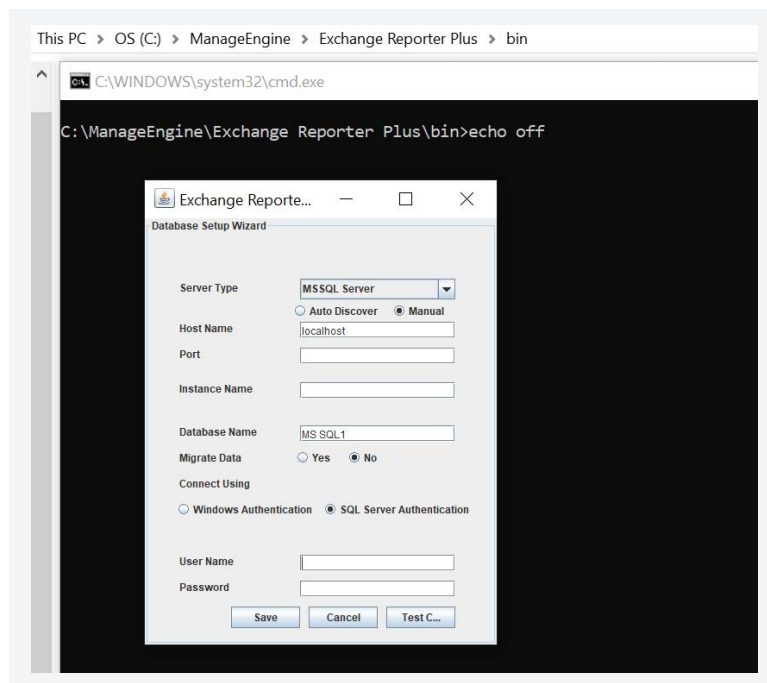 This PC > OS (C:) > ManageEngine > Exchange Reporter Plus > bin
C:\WINDOWS\system32\cmd.exe
C:\ManageEngine\Exchange Reporter Plus\bin>echo off
Exchange Reporte...
Database Setup Wizard
Server Type MSSQL Server
Auto Discover Manual
Host Name localhost
Port
Instance Name
Database Name MS SQL1
Migrate Data Yes No
Connect Using
Windows Authentication SQL Server Authentication
User Name
Password
Save Cancel Test C...